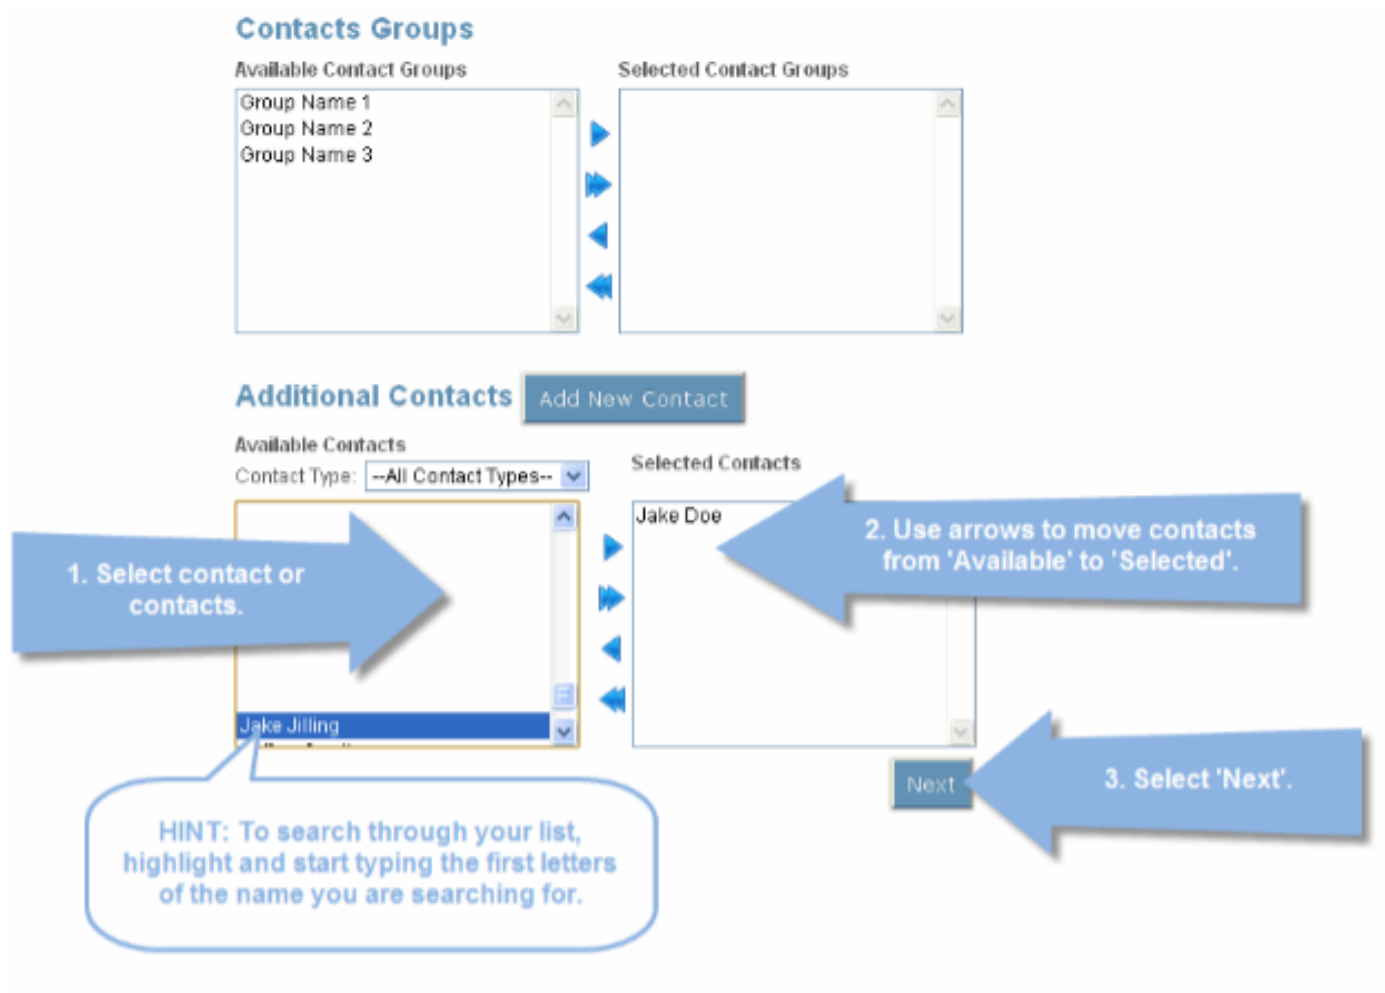 Contacts Groups
Available Contact Groups
Selected Contact Groups
Group Name 1
Group Name 2
Group Name 3
Additional Contacts
Add New Contact
Available Contacts
Contact Type:
--All Contact Types--
Selected Contacts
Jake Doe
1. Select contact or
contacts.
2. Use arrows to move contacts
from 'Available' to 'Selected'.
Jake Jilling
Next
3. Select 'Next'.
HINT: To search through your list,
highlight and start typing the first letters
of the name you are searching for.